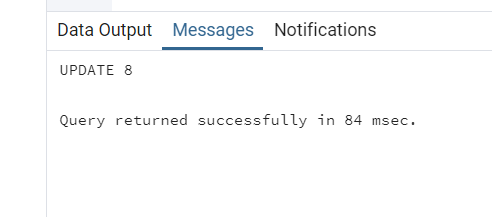 Data Output Messages Notifications
UPDATE 8
Query returned successfully in 84 msec.